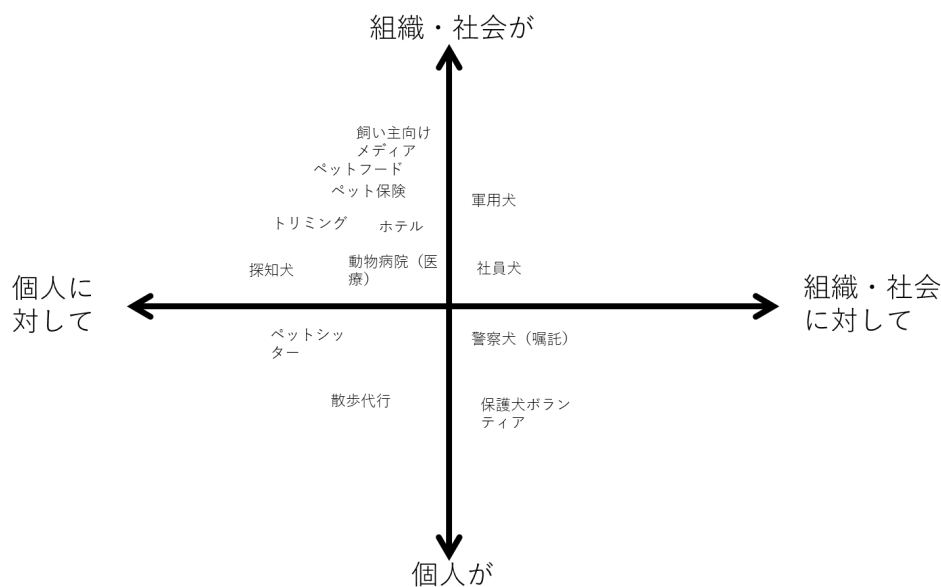 組織・社会が
飼い主向け
メディア
ペットフード
ペット保険
軍用犬
トリミング
ホテル
動物病院（医
療）
探知犬
社員犬
個人に
対して
組織・社会
に対して
ペットシッ
ター
警察犬（嘱託）
散歩代行
保護犬ボラン
ティア
個人が